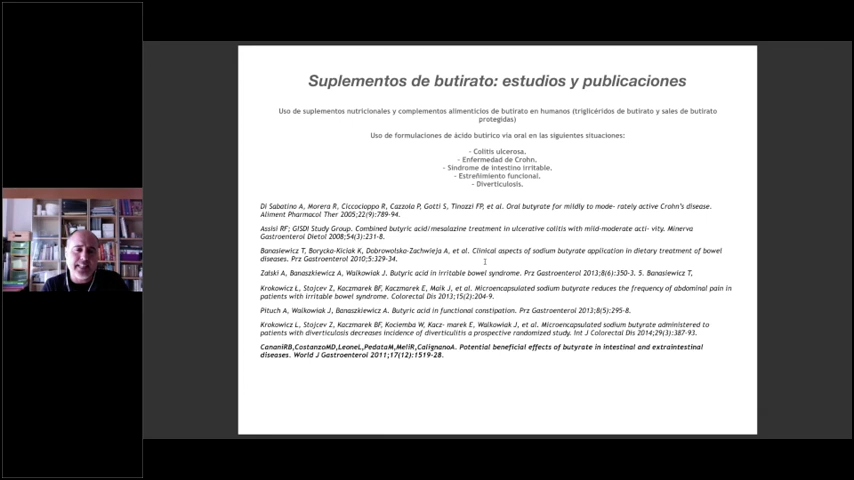 Suplementos de butirato: estudios y publicaciones
Uso de suplementos nutricionales y complementos alimenticios de butirato en humanos (triglicéridos de butirato y sales de butirato
protegidas)
Uso de formulaciones de ácido butírico vía oral en las siguientes situaciones:
- Colitis ulcerosa.
- Enfermedad de Crohn.
- Síndrome de intestino irritable.
- Estreñimiento funcional.
- Diverticulosis.
Di Sabatino A, Morera R, Ciccocioppo R, Cazzola P, Gotti S, Tinozzi FP, et al. Oral butyrate for mildly to mode- rately active Crohn's disease.
Aliment Pharmacol Ther 2005;22(9):789-94.
Assisi RF; GISDI Study Group. Combined butyric acid/mesalazine treatment in ulcerative colitis with mild-moderate acti- vity. Minerva
Gastroenterol Dietol 2008;54(3):231-8.
Banasiewicz T, Borycka-Kiciak K, Dobrowolska-Zachwieja A, et al. Clinical aspects of sodium butyrate application in dietary treatment of bowel
diseases. Prz Gastroenterol 2010;5:329-34.
Załski A, Banaszkiewicz A, Walkowiak J. Butyric acid in irritable bowel syndrome. Prz Gastroenterol 2013;8(6):350-3. 5. Banasiewicz T,
Krokowicz L, Stojcev Z, Kaczmarek BF, Kaczmarek E, Maik J, et al. Microencapsulated sodium butyrate reduces the frequency of abdominal pain in
patients with irritable bowel syndrome. Colorectal Dis 2013;15(2):204-9.
Pituch A, Walkowiak J, Banaszkiewicz A. Butyric acid in functional constipation. Prz Gastroenterol 2013;8(5):295-8.
Krokowicz L, Stojcev Z, Kaczmarek BF, Kociemba W, Kacz- marek E, Walkowiak J, et al. Microencapsulated sodium butyrate administered to
patients with diverticulosis decreases incidence of diverticulitis a prospective randomized study. Int J Colorectal Dis 2014;29(3):387-93.
CananiRB,CostanzoMD,LeoneL,PedataM,MeliR,CalignanoA. Potential beneficial effects of butyrate in intestinal and extraintestinal
diseases. World J Gastroenterol 2011;17(12):1519-28.